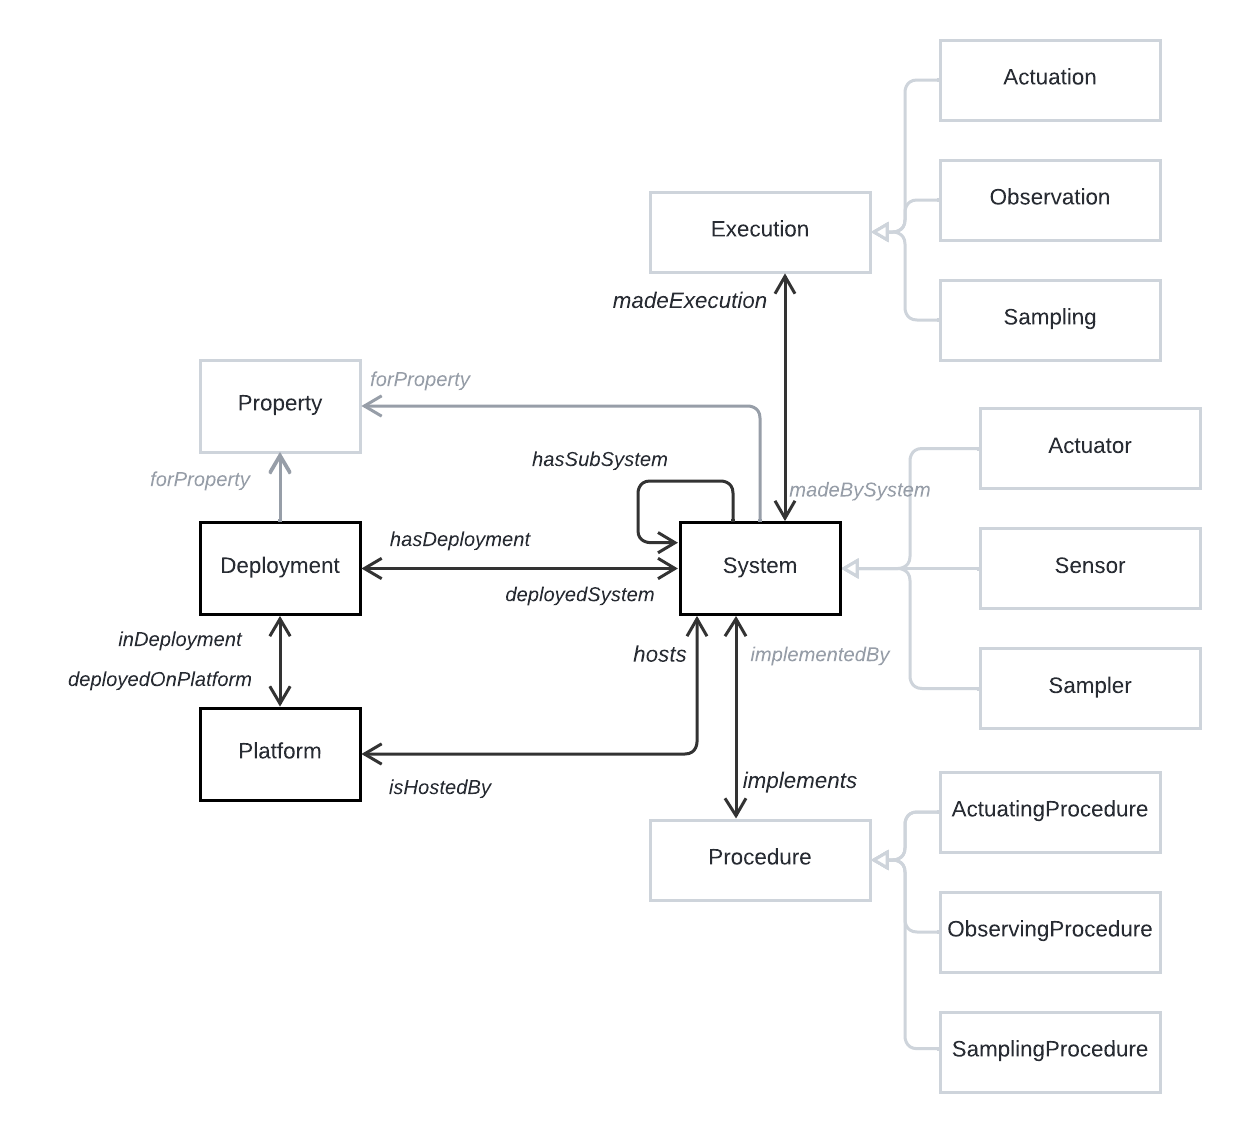 Actuation
Observation
Execution
Sampling
madeExecution
Property
forProperty
Actuator
hasSubSystem
forProperty
madeBySystem
Deployment
hasDeployment
System
Sensor
deployedSystem
inDeployment
hosts
implementedBy
deployedOnPlatform
Sampler
Platform
isHostedBy
implements
ActuatingProcedure
Procedure
ObservingProcedure
SamplingProcedure